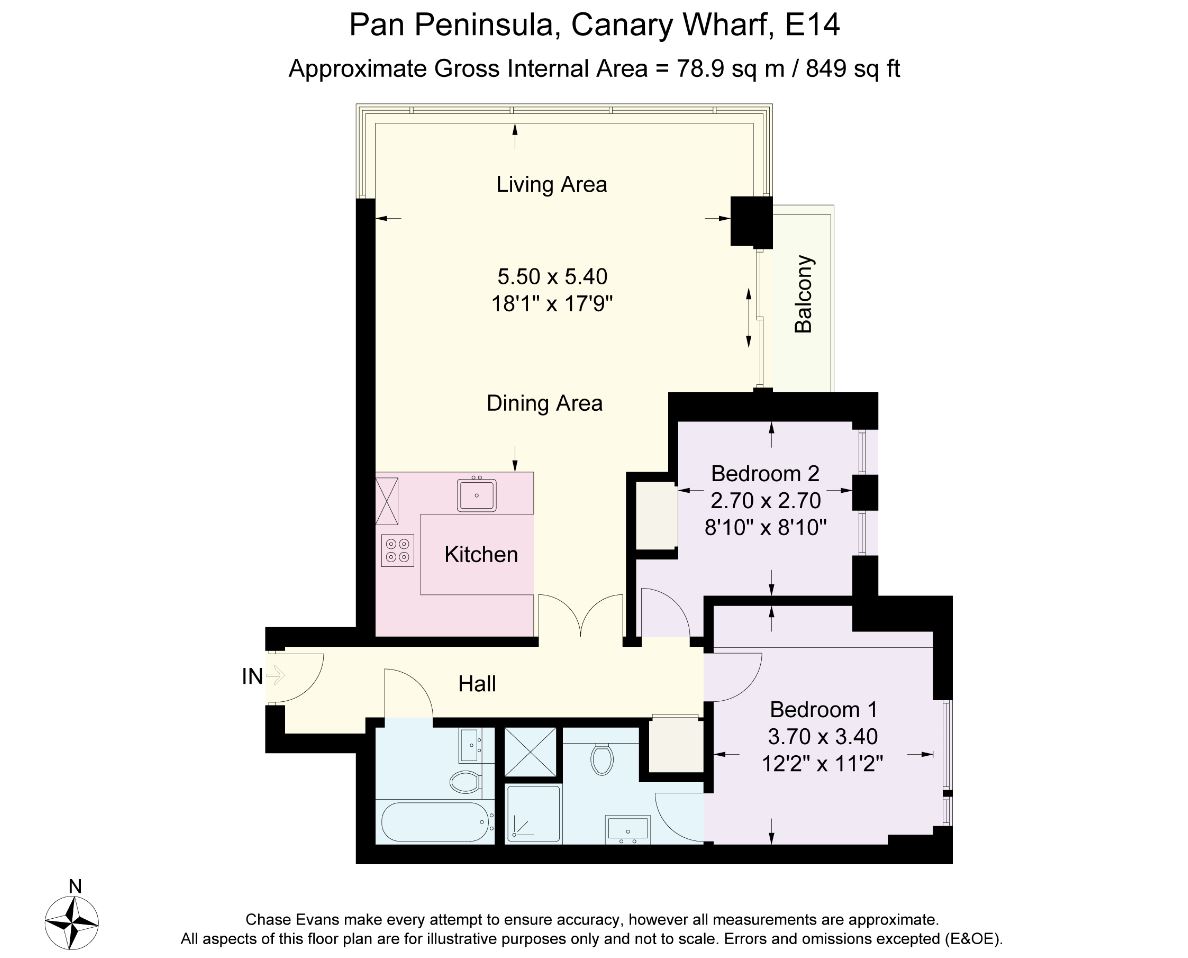 Pan Peninsula, Canary Wharf, E14
Approximate Gross Internal Area = 78.9 sq m / 849 sq ft
Living Area
5.50 x 5.40
18'1" x 17'9"
Balcony
Dining Area
Bedroom 2
2.70 x 2.70
8'10" x 8'10"
Kitchen
IN
Hall
Bedroom 1
3.70 x 3.40
12'2" x 11'2"
N
Chase Evans make every attempt to ensure accuracy, however all measurements are approximate.
All aspects of this floor plan are for illustrative purposes only and not to scale. Errors and omissions excepted (E&OE).